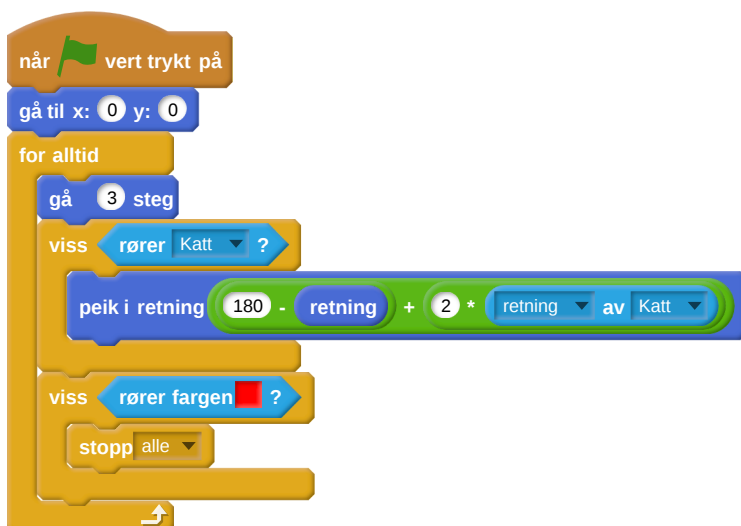 når vert trykt på
gå til x: 0 y: 0
for alltid
gå 3 steg
viss rører Katt ?
peik i retning 180 - retning + 2 * retning av Katt
viss rører fargen ?
stopp alle